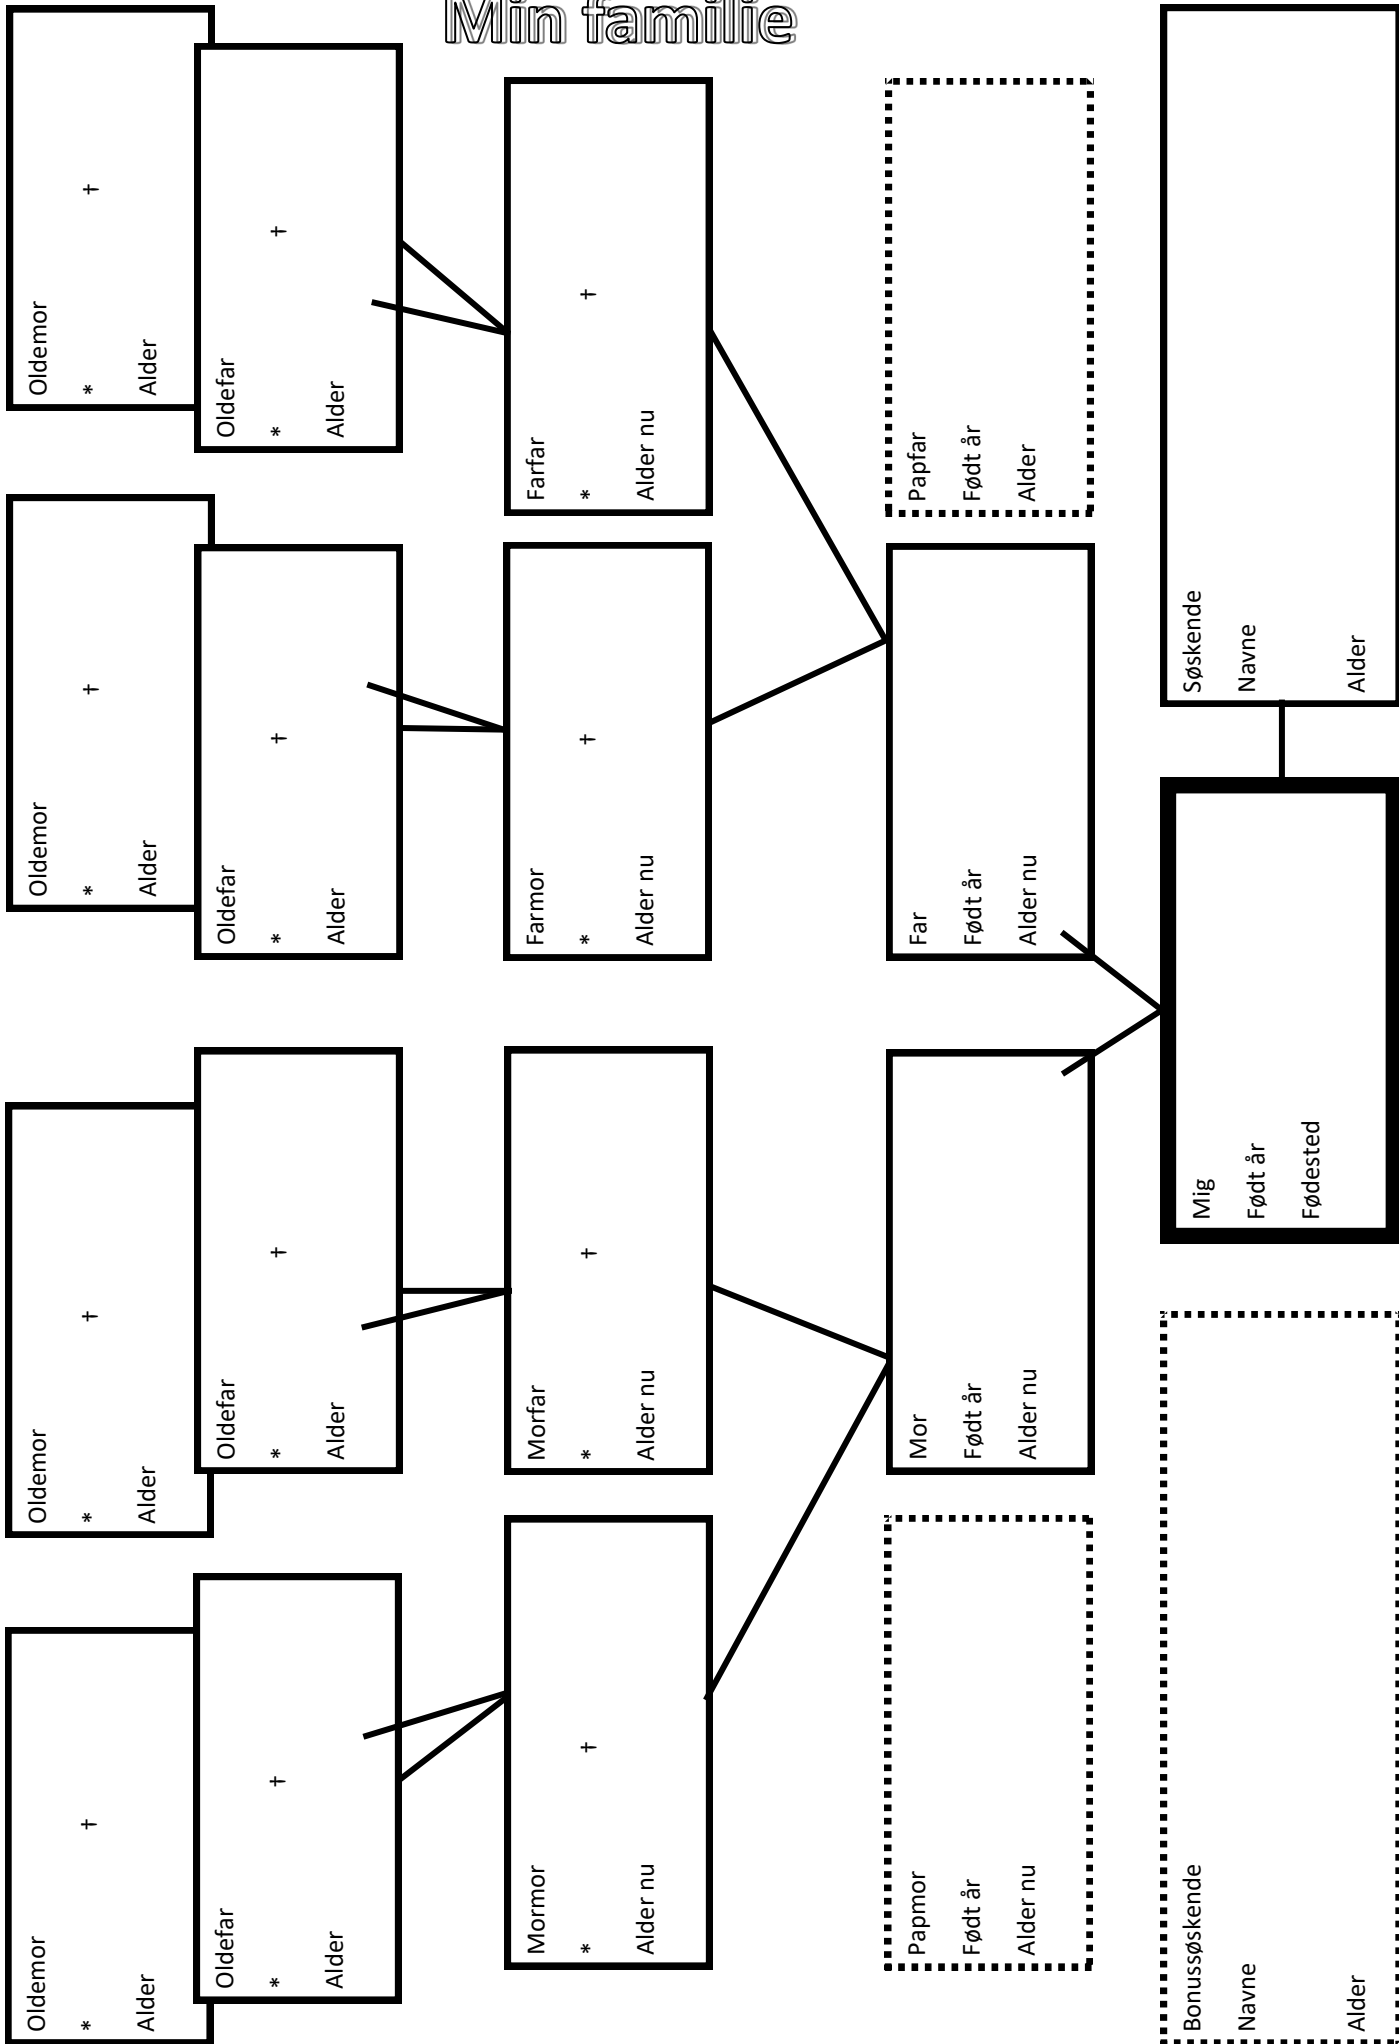 Min familie
Oldemor
* †
Alder
Oldemor
* †
Alder
Oldemor
* †
Alder
Oldemor
* †
Alder
Oldefar
* †
Alder
Oldefar
* †
Alder
Oldefar
* †
Alder
Oldefar
* †
Alder
Mormor
* †
Alder nu
Morfar
* †
Alder nu
Farmor
* †
Alder nu
Farfar
* †
Alder nu
Papmor
Født år
Alder nu
Mor
Født år
Alder nu
Far
Født år
Alder nu
Papfar
Født år
Alder
Bonussøskende
Navne
Alder
Mig
Født år
Fødested
Søskende
Navne
Alder